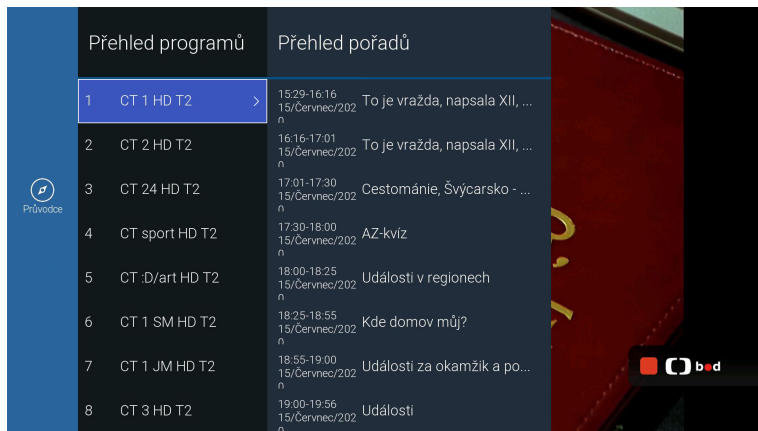 Průvodce
Přehled programů
1 CT 1 HD T2 >
2 CT 2 HD T2
3 CT 24 HD T2
4 CT sport HD T2
5 CT :D/art HD T2
6 CT 1 SM HD T2
7 CT 1 JM HD T2
8 CT 3 HD T2
Přehled pořadů
15:29-16:16
15/Červenec/202
0
To je vražda, napsala XII, ...
16:16-17:01
15/Červenec/202
0
To je vražda, napsala XII, ...
17:01-17:30
15/Červenec/202
0
Cestománie, Švýcarsko - ...
17:30-18:00
15/Červenec/202
0
AZ-kvíz
18:00-18:25
15/Červenec/202
0
Události v regionech
18:25-18:55
15/Červenec/202
0
Kde domov můj?
18:55-19:00
15/Červenec/202
0
Události za okamžik a po...
19:00-19:56
15/Červenec/202
Události
bod